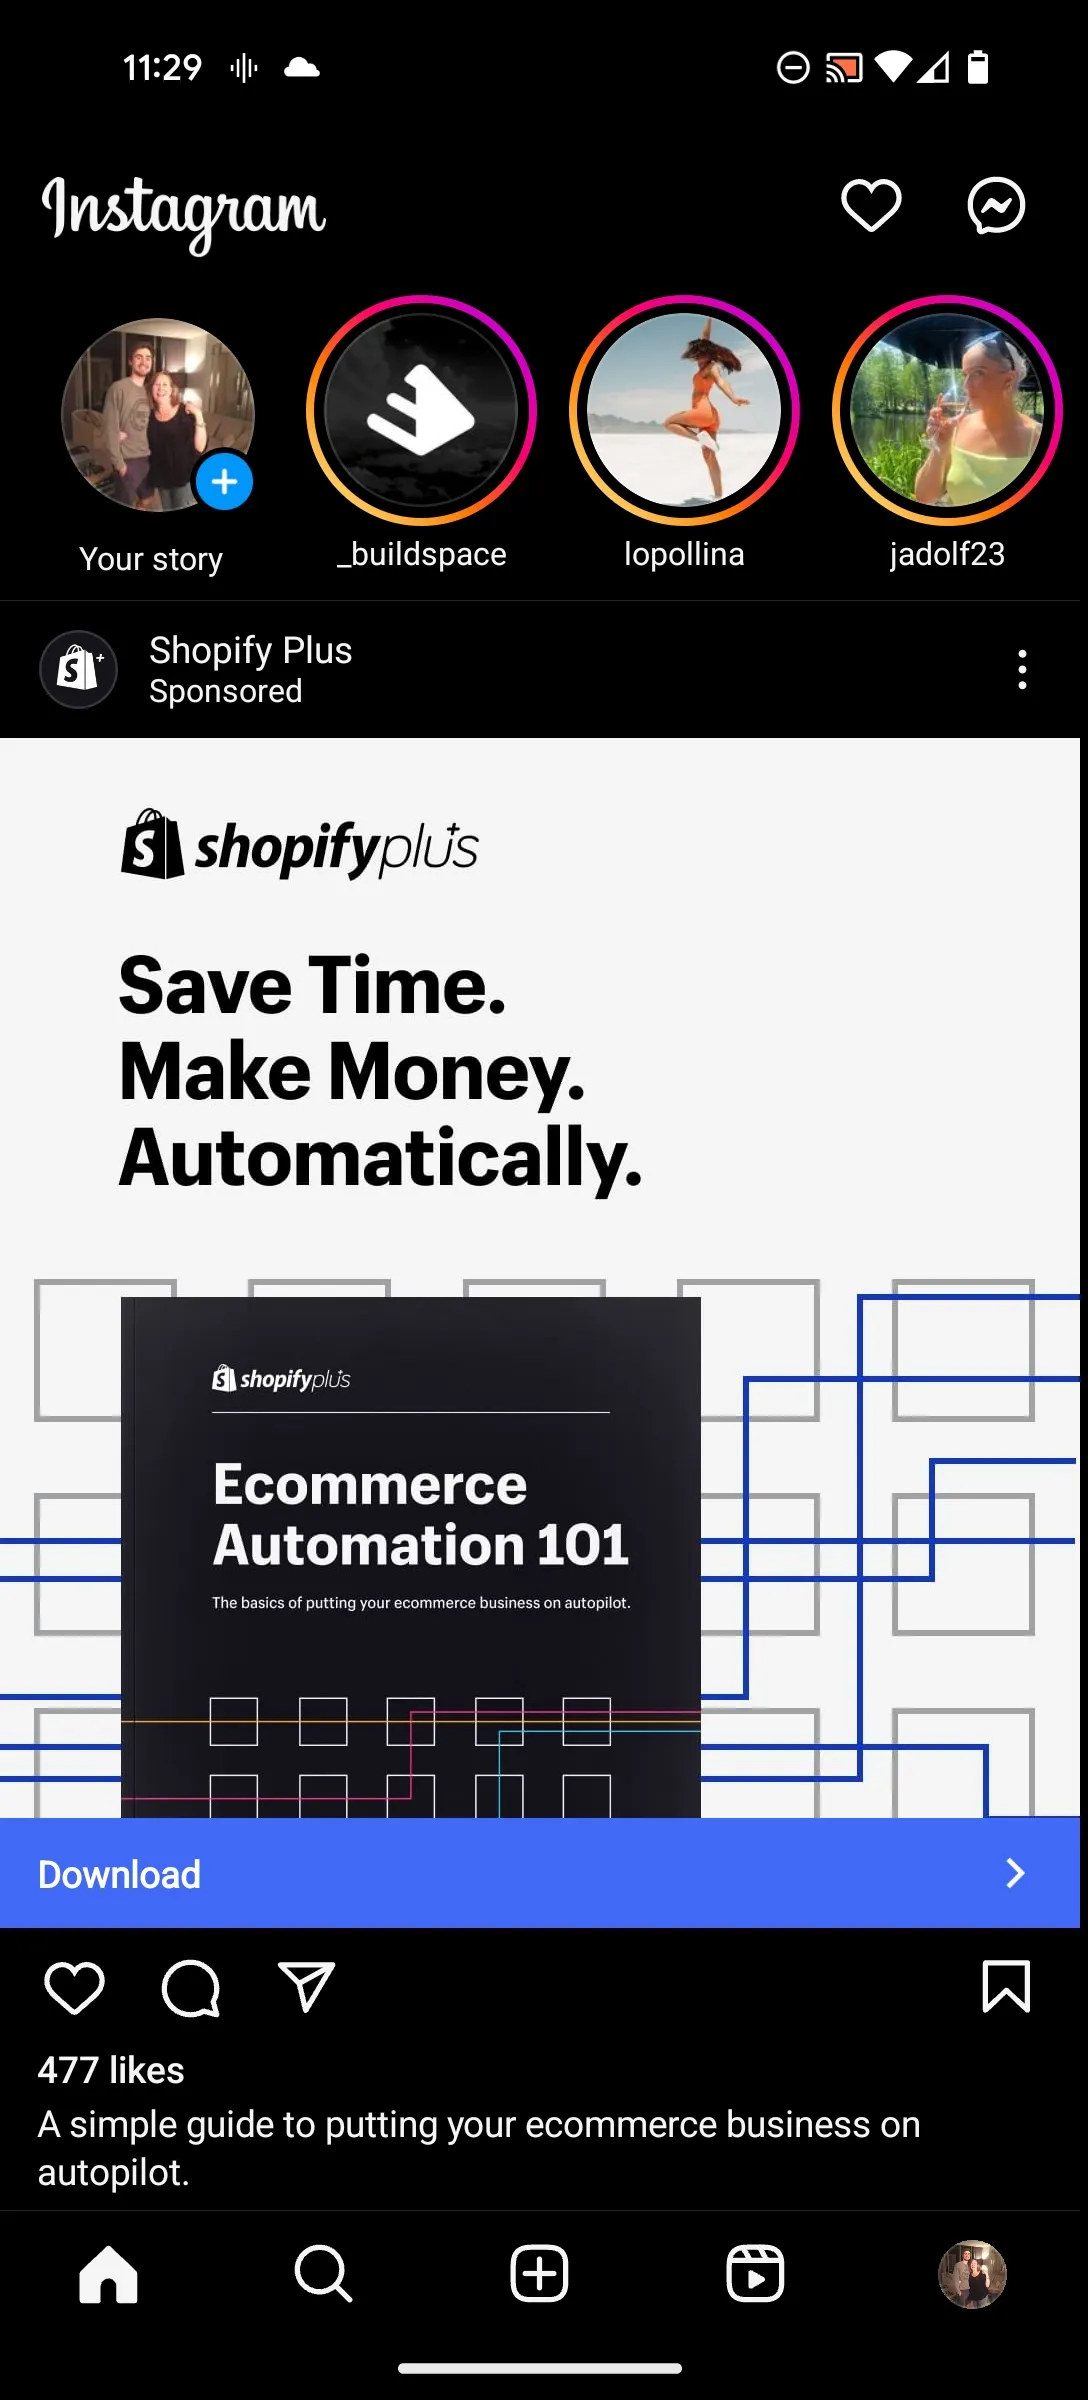 11:29
Instagram
Your story
_buildspace
lopollina
jadolf23
Shopify Plus
Sponsored
shopifyplus
Save Time.
Make Money.
Automatically.
shopifyplus
Ecommerce
Automation 101
The basics of putting your ecommerce business on autopilot.
Download
477 likes
A simple guide to putting your ecommerce business on
autopilot.